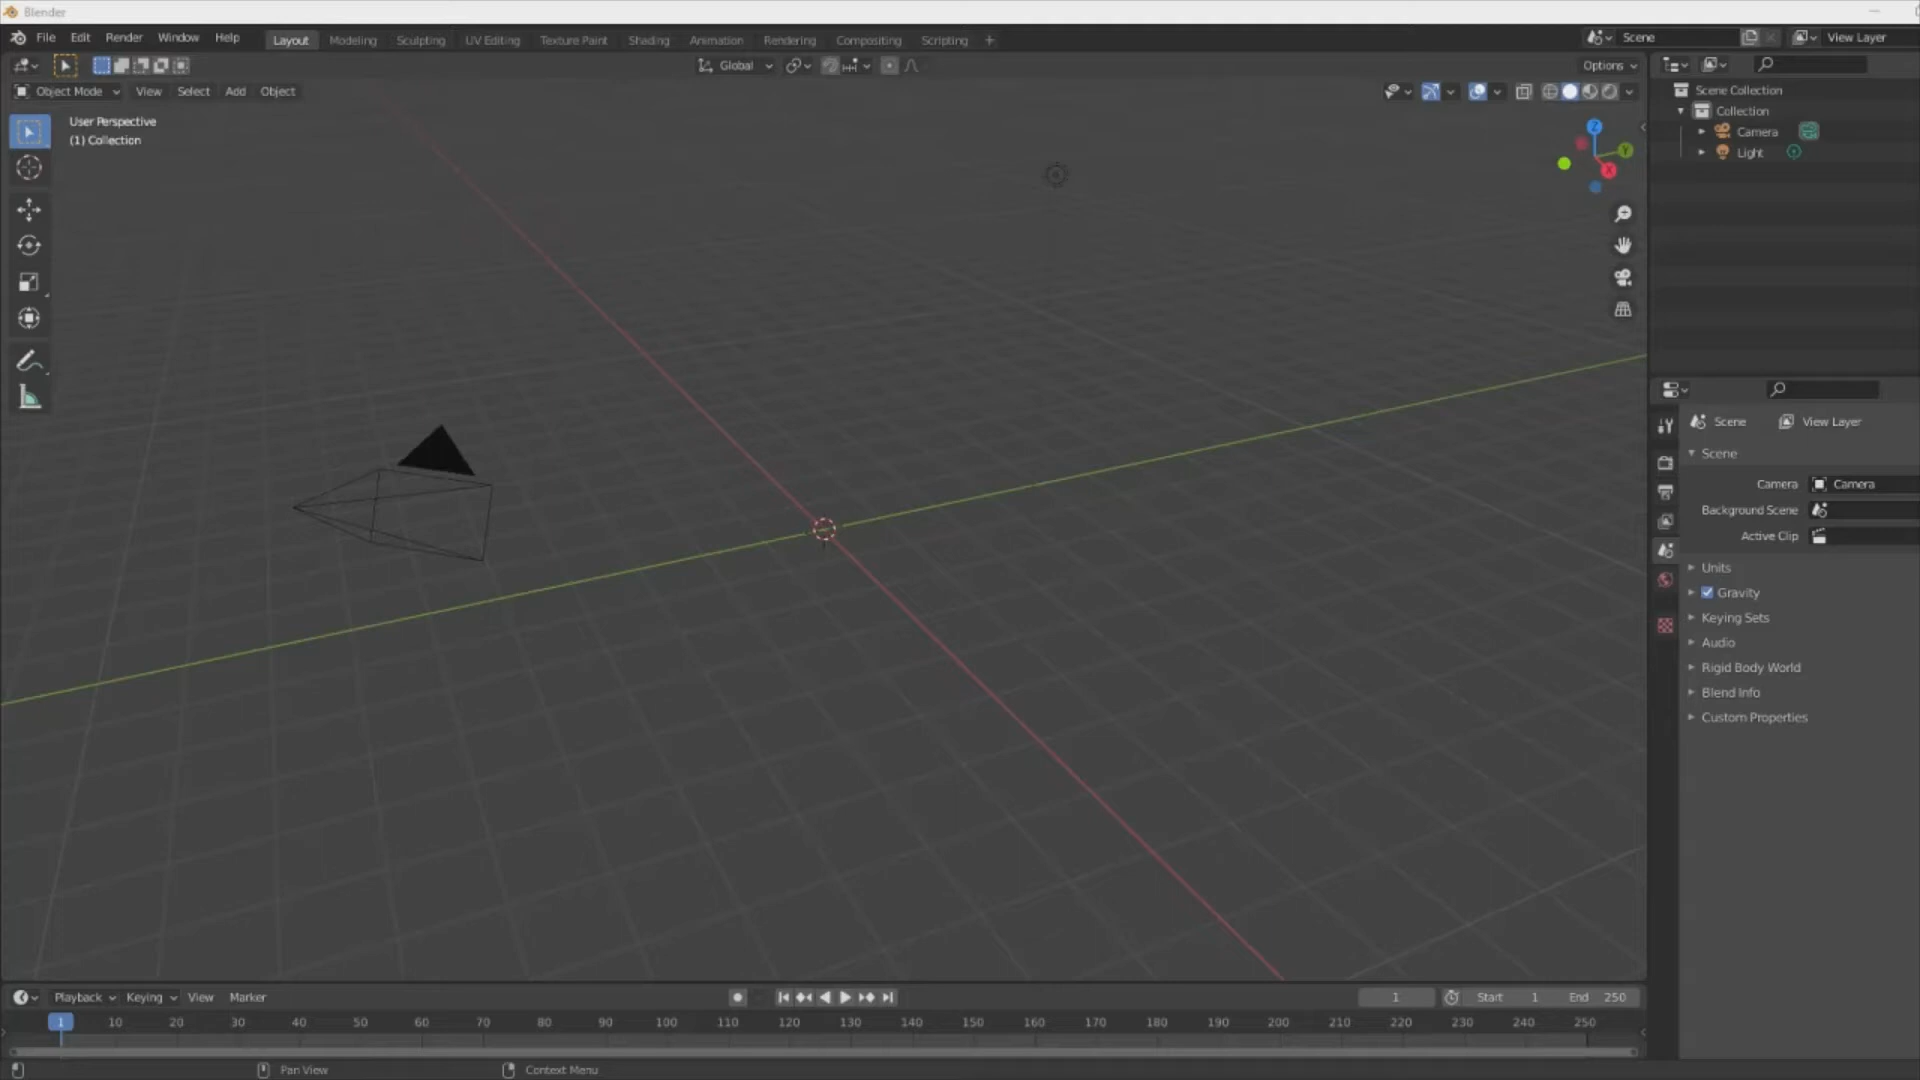 Blender
File Edit Render Window Help Layout Modeling Sculpting UV Editing Texture Paint Shading Animation Rendering Compositing Scripting + Scene View Layer
Global Options
Object Mode View Select Add Object
User Perspective
(1) Collection
Z
Y
X
Scene Collection
Collection
Camera
Light
Scene View Layer
Scene
Camera Camera
Background Scene
Active Clip
Units
Gravity
Keying Sets
Audio
Rigid Body World
Blend Info
Custom Properties
Playback Keying View Marker 1 Start 1 End 250
1 10 20 30 40 50 60 70 80 90 100 110 120 130 140 150 160 170 180 190 200 210 220 230 240 250
Pan View Context Menu